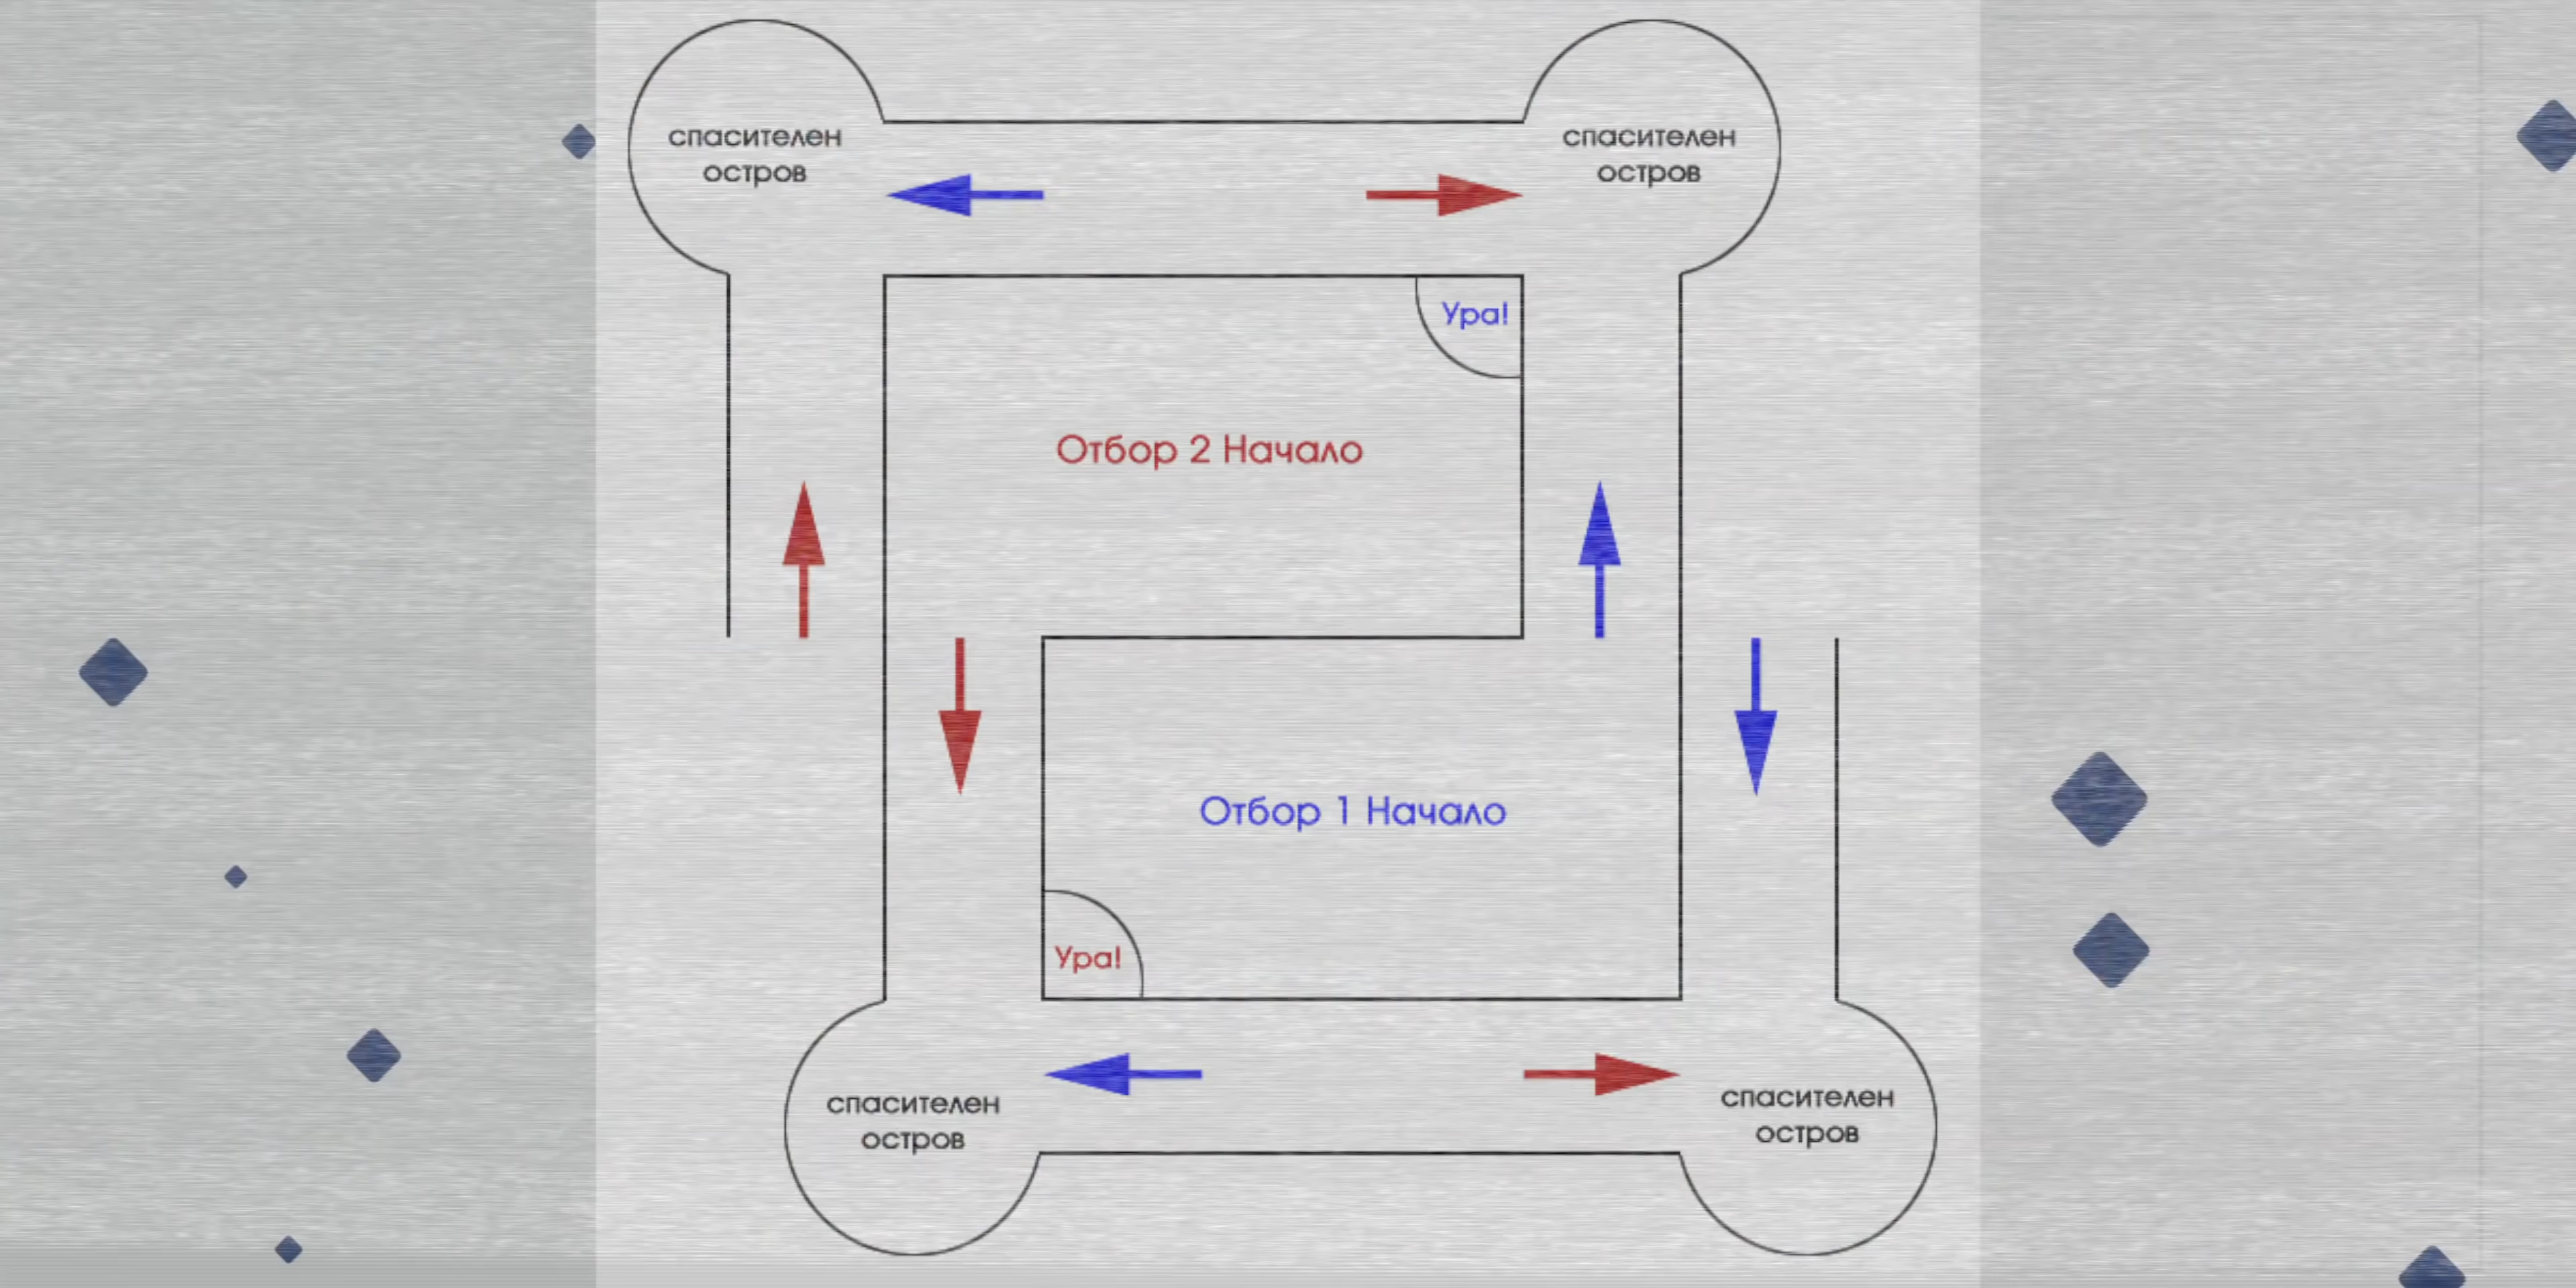 спасителен
остров
спасителен
остров
Ура!
Отбор 2 Начало
Отбор 1 Начало
Ура!
спасителен
остров
спасителен
остров